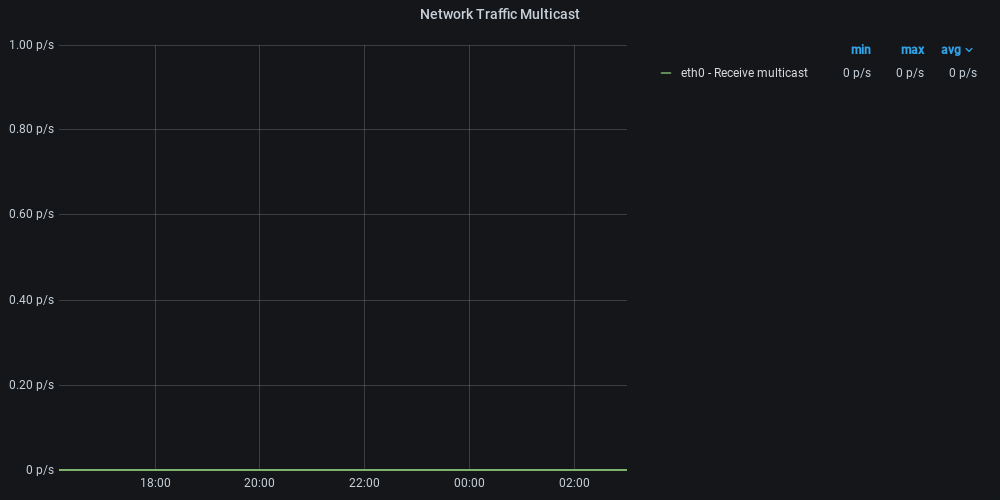 Network Traffic Multicast
1.00 p/s
0.80 p/s
0.60 p/s
0.40 p/s
0.20 p/s
0 p/s
18:00 20:00 22:00 00:00 02:00
min max avg
eth0 - Receive multicast 0 p/s 0 p/s 0 p/s